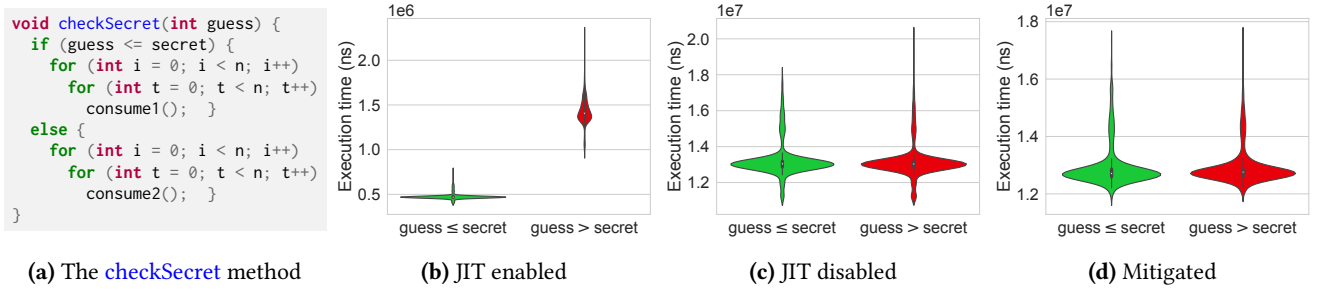 void checkSecret(int guess) {
if (guess <= secret) {
for (int i = 0; i < n; i++)
for (int t = 0; t < n; t++)
consume1(); }
else {
for (int i = 0; i < n; i++)
for (int t = 0; t < n; t++)
consume2(); }
}
(a) The checkSecret method
1e6
Execution time (ns)
2.0
1.5
1.0
0.5
guess ≤ secret guess > secret
(b) JIT enabled
1e7
Execution time (ns)
2.0
1.8
1.6
1.4
1.2
guess ≤ secret guess > secret
(c) JIT disabled
1e7
Execution time (ns)
1.8
1.6
1.4
1.2
guess ≤ secret guess > secret
(d) Mitigated